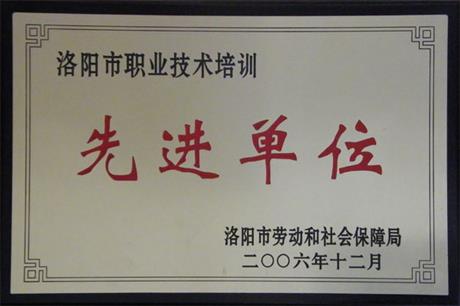 洛阳市职业技术培训
先进单位
洛阳市劳动和社会保障局
二〇〇六年十二月